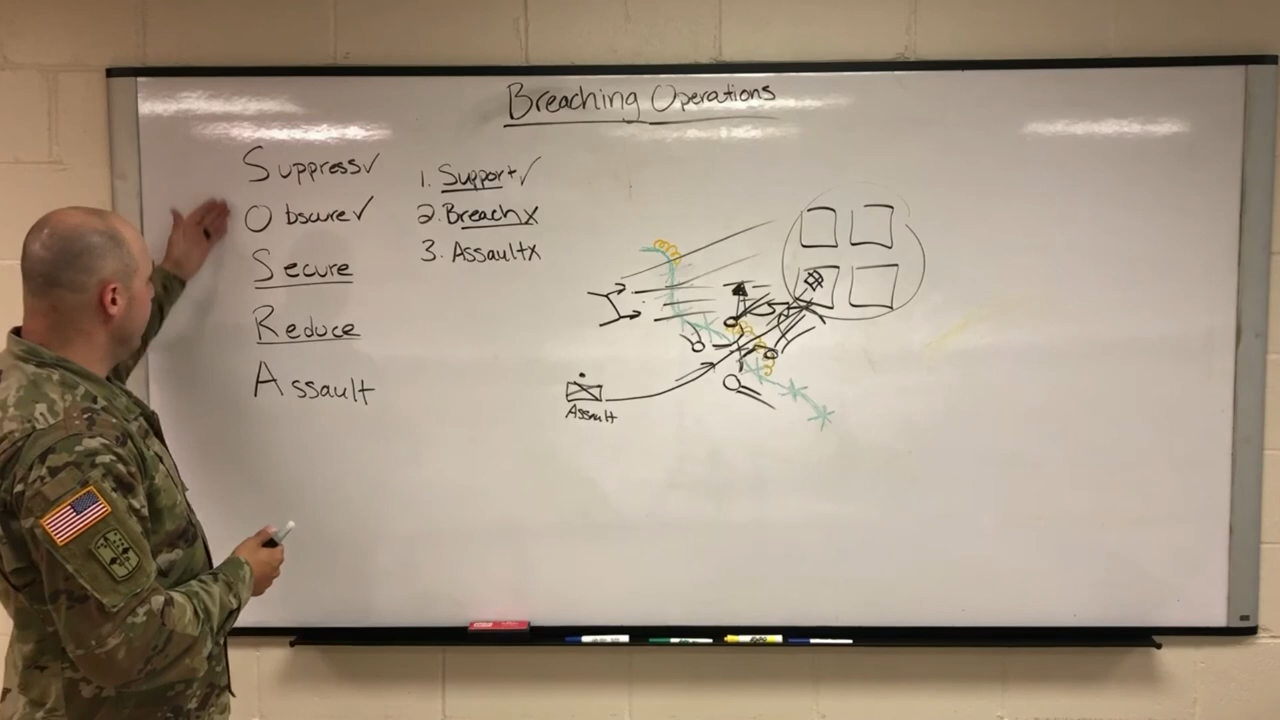 Breaching Operations
Suppress✓
Obscure✓
Secure
Reduce
Assault
1. Support✓
2. Breach x
3. Assault x
Assault